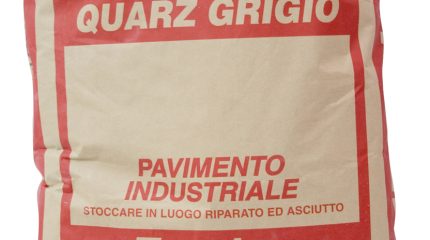 QUARZ GRIGIO
PAVIMENTO
INDUSTRIALE
STOCCARE IN LUOGO RIPARATO ED ASCIUTTO